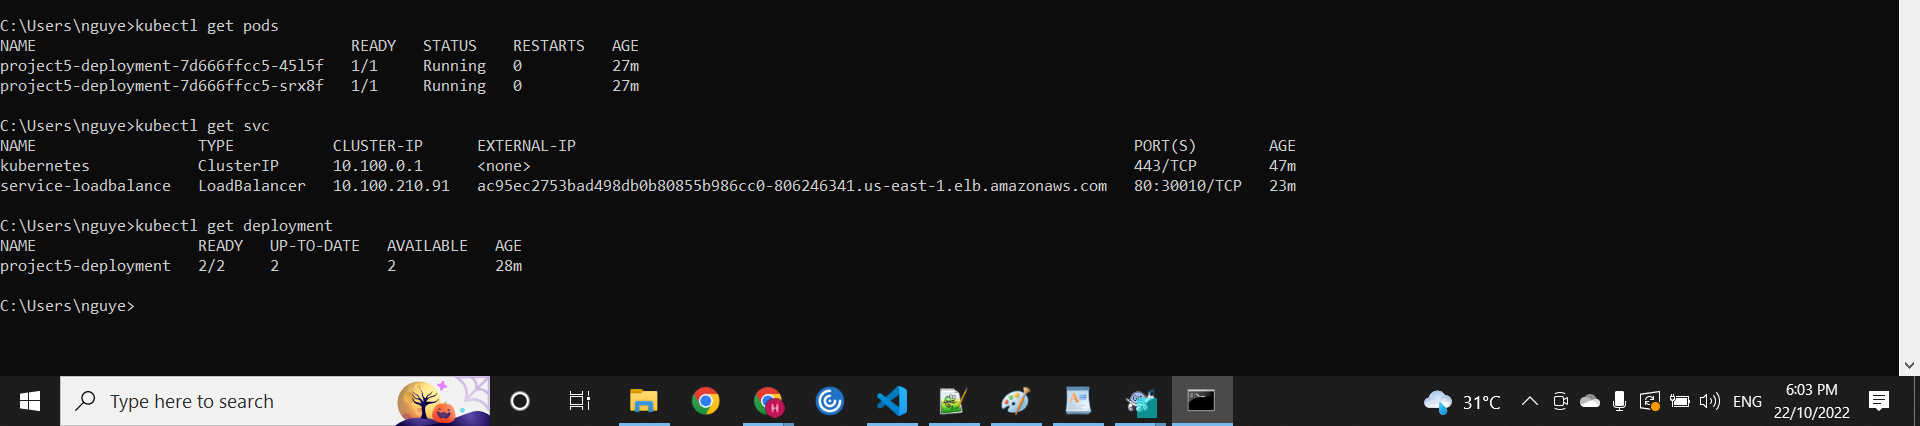 C:\Users\nguye>kubectl get pods
NAME READY STATUS RESTARTS AGE
project5-deployment-7d666ffcc5-45l5f 1/1 Running 0 27m
project5-deployment-7d666ffcc5-srx8f 1/1 Running 0 27m
C:\Users\nguye>kubectl get svc
NAME TYPE CLUSTER-IP EXTERNAL-IP PORT(S) AGE
kubernetes ClusterIP 10.100.0.1 <none> 443/TCP 47m
service-loadbalance LoadBalancer 10.100.210.91 ac95ec2753bad498db0b80855b986cc0-806246341.us-east-1.elb.amazonaws.com 80:30010/TCP 23m
C:\Users\nguye>kubectl get deployment
NAME READY UP-TO-DATE AVAILABLE AGE
project5-deployment 2/2 2 2 28m
C:\Users\nguye>
Type here to search
H
31°C
ENG
6:03 PM
22/10/2022